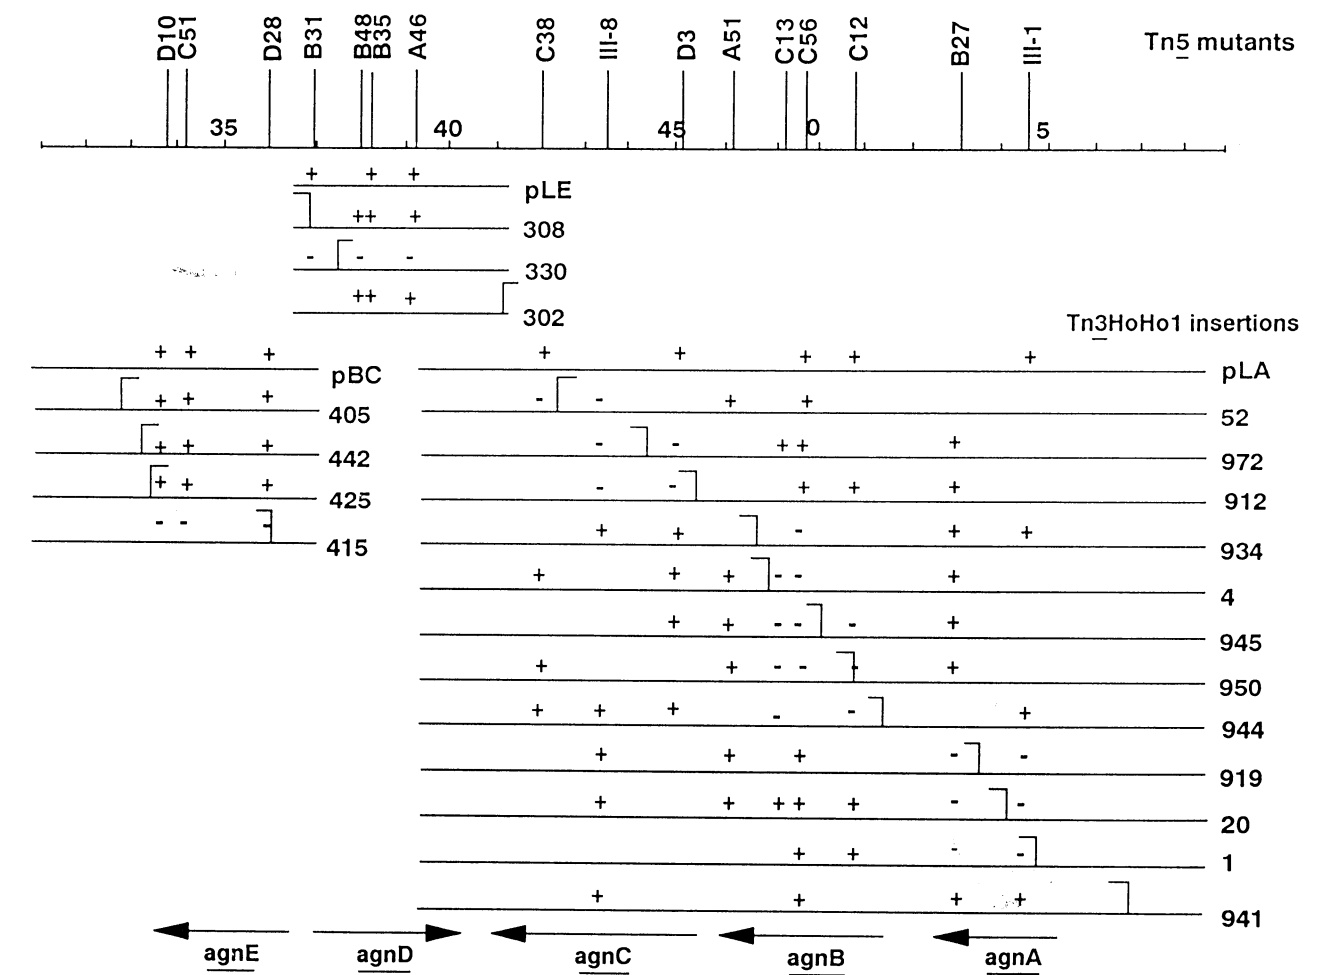 D10 C51 D28 B31 B48 B35 A46 C38 III-8 D3 A51 C13 C56 C12 B27 III-1 Tn5 mutants
35 40 45 0 5
+ + + pLE
++ + 308
- - - 330
++ + 302
Tn3HoHo1 insertions
+ + + pBC + + + + + pLA
+ + + 405 - - + + 52
+ + + 442 - - + + + 972
+ + + 425 - - + + + 912
- - - 415 + + - + + 934
+ + + - - + 4
+ + - - - + 945
+ + - - - + 950
+ + + - - + 944
+ + + - - 919
+ + + + + - - 20
+ + - - 1
+ + + + 941
agnE agnD agnC agnB agnA